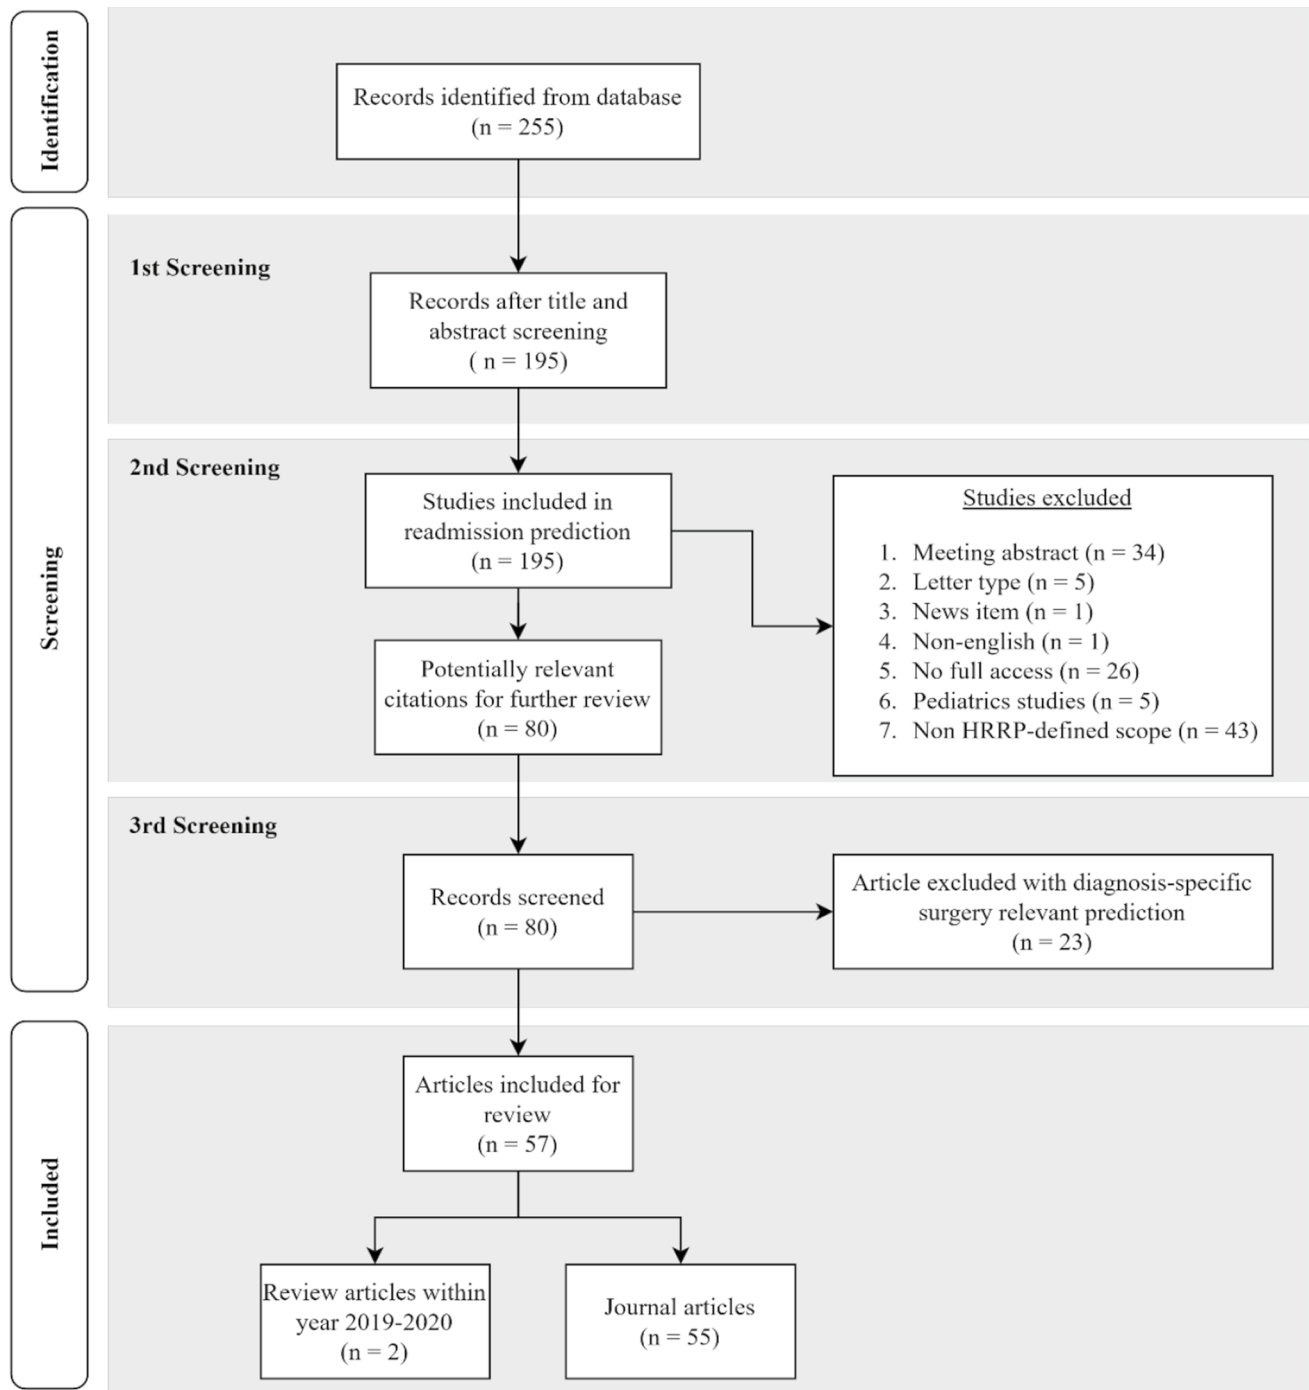 Identification
Records identified from database
(n = 255)
Screening
1st Screening
Records after title and
abstract screening
( n = 195)
2nd Screening
Studies included in
readmission prediction
(n = 195)
Studies excluded
1. Meeting abstract (n = 34)
2. Letter type (n = 5)
3. News item (n = 1)
4. Non-english (n = 1)
5. No full access (n = 26)
6. Pediatrics studies (n = 5)
7. Non HRRP-defined scope (n = 43)
Potentially relevant
citations for further review
(n = 80)
3rd Screening
Records screened
(n = 80)
Article excluded with diagnosis-specific
surgery relevant prediction
(n = 23)
Included
Articles included for
review
(n = 57)
Review articles within
year 2019-2020
(n = 2)
Journal articles
(n = 55)